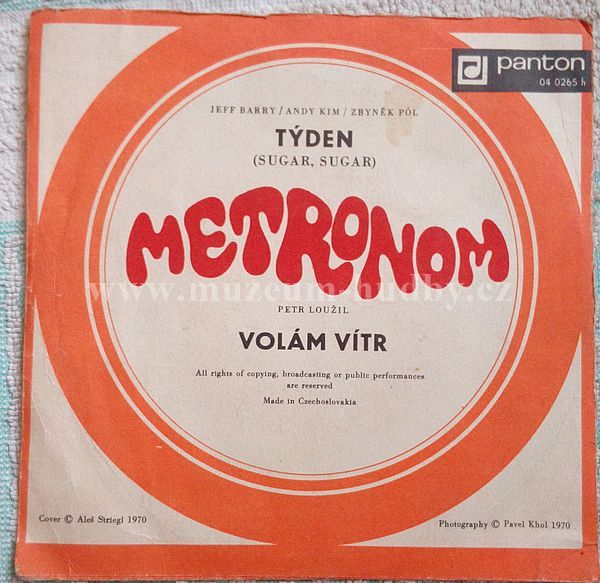 panton
04 0265 h
JEFF BARRY / ANDY KIM / ZBYNĚK PÓL
TÝDEN
(SUGAR, SUGAR)
METRONOM
www.muzeum-hudby.cz
PETR LOUŽIL
VOLÁM VÍTR
All rights of copying, broadcasting or public performances
are reserved
Made in Czechoslovakia
Cover © Aleš Striegl 1970
Photography © Pavel Khol 1970